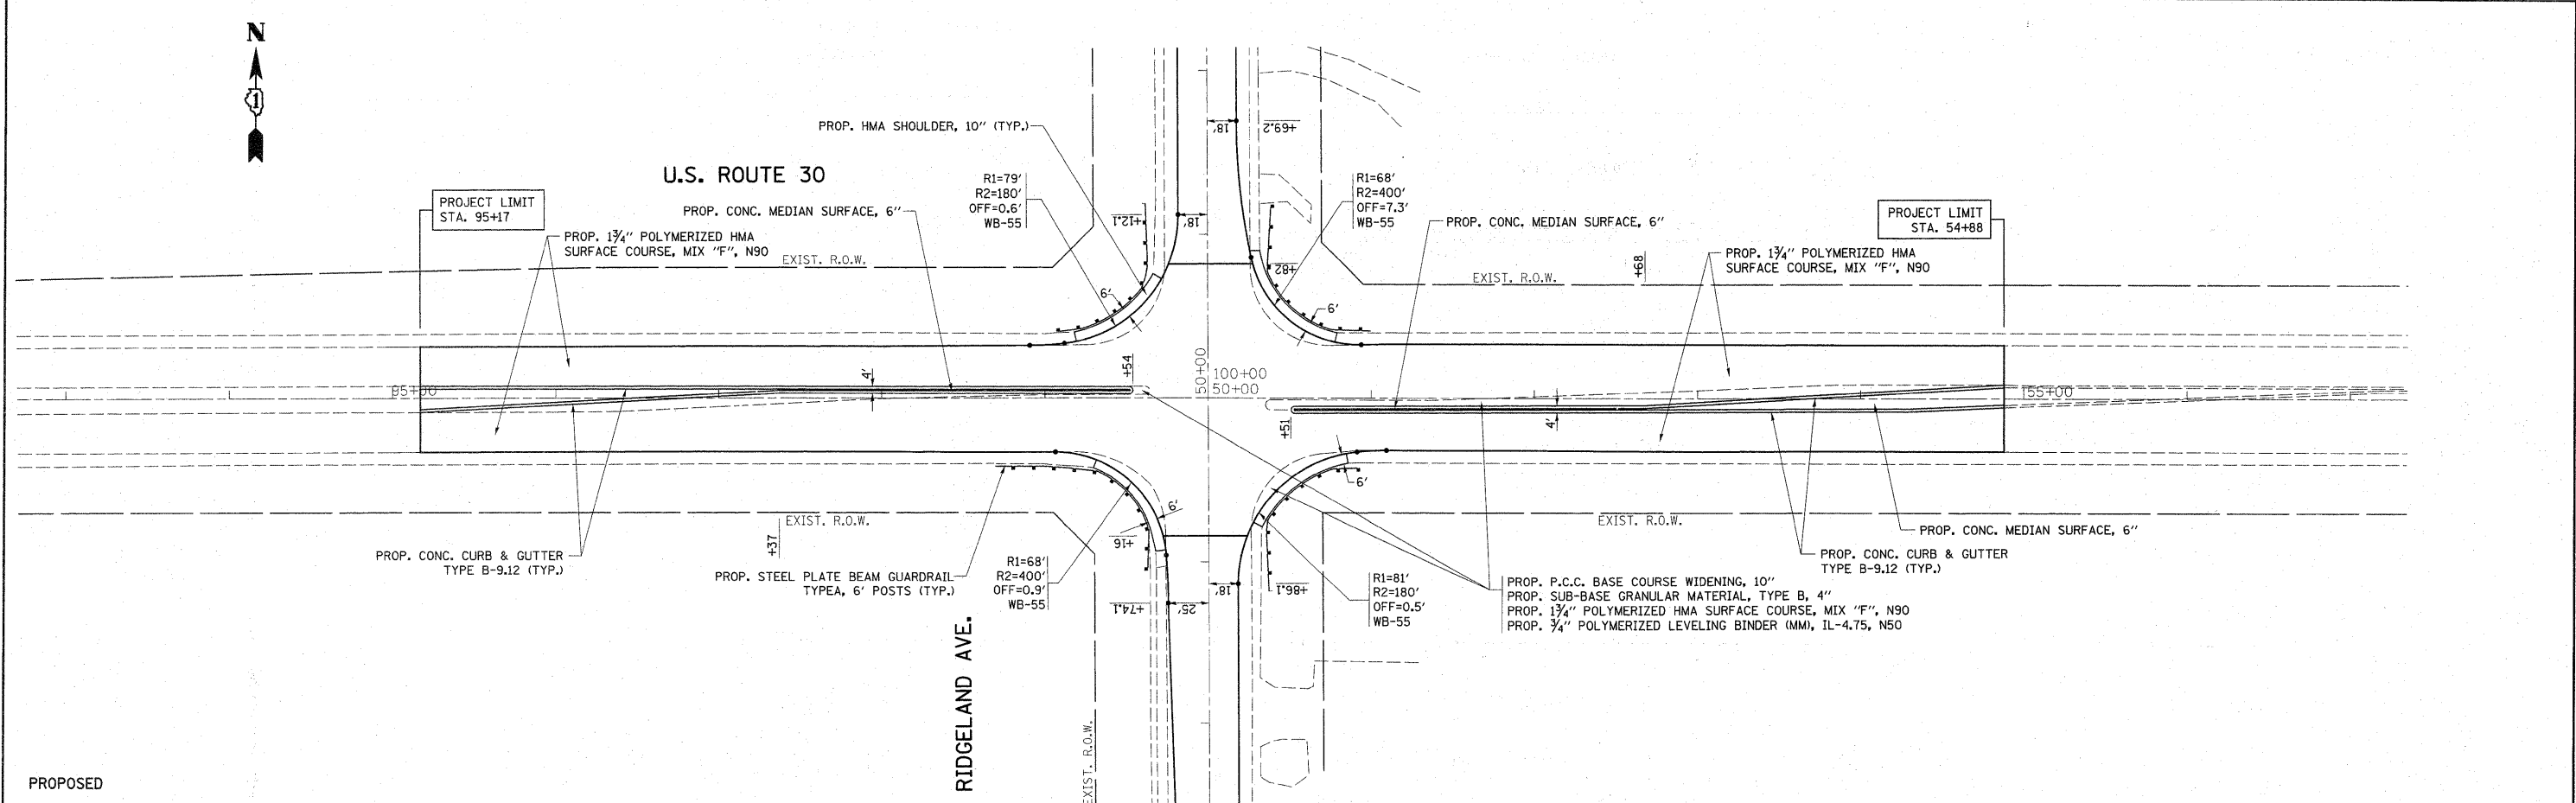 N
1
PROP. HMA SHOULDER, 10" (TYP.)
U.S. ROUTE 30
PROJECT LIMIT
STA. 95+17
PROP. 1¾" POLYMERIZED HMA
SURFACE COURSE, MIX "F", N90
PROP. CONC. MEDIAN SURFACE, 6"
EXIST. R.O.W.
R1=79'
R2=180'
OFF=0.6'
WB-55
+12.1
18'
18'
+69.2
+82
R1=68'
R2=400'
OFF=7.3'
WB-55
PROP. CONC. MEDIAN SURFACE, 6"
EXIST. R.O.W.
+68
PROP. 1¾" POLYMERIZED HMA
SURFACE COURSE, MIX "F", N90
PROJECT LIMIT
STA. 54+88
6'
6'
95+00
4'
+54
50+00
100+00
50+00
+51
4'
55+00
EXIST. R.O.W.
+37
PROP. CONC. CURB & GUTTER
TYPE B-9.12 (TYP.)
PROP. STEEL PLATE BEAM GUARDRAIL
TYPEA, 6' POSTS (TYP.)
R1=68'
R2=400'
OFF=0.9'
WB-55
6'
+16
+74.1
25'
18'
+86.1
6'
R1=81'
R2=180'
OFF=0.5'
WB-55
EXIST. R.O.W.
PROP. CONC. MEDIAN SURFACE, 6"
PROP. CONC. CURB & GUTTER
TYPE B-9.12 (TYP.)
PROP. P.C.C. BASE COURSE WIDENING, 10"
PROP. SUB-BASE GRANULAR MATERIAL, TYPE B, 4"
PROP. 1¾" POLYMERIZED HMA SURFACE COURSE, MIX "F", N90
PROP. ¾" POLYMERIZED LEVELING BINDER (MM), IL-4.75, N50
RIDGELAND AVE.
EXIST. R.O.W.
PROPOSED